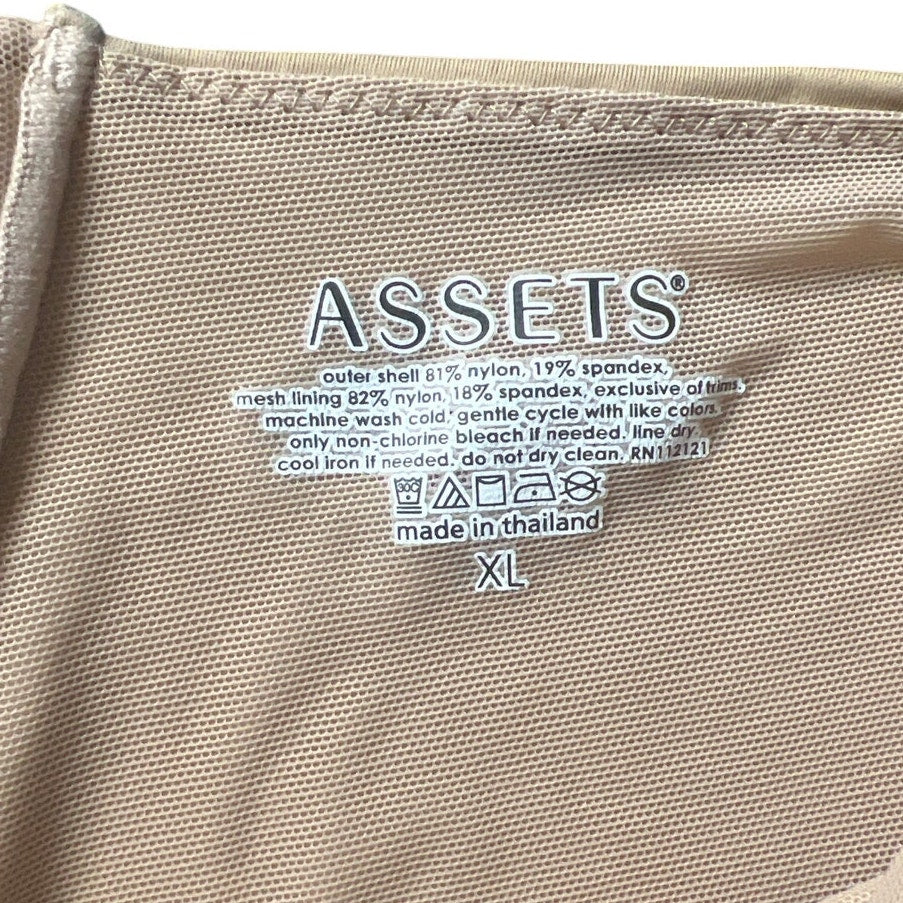 ASSETS®
outer shell 81% nylon, 19% spandex,
mesh lining 82% nylon, 18% spandex, exclusive of trims.
machine wash cold, gentle cycle with like colors.
only non-chlorine bleach if needed. line dry.
cool iron if needed. do not dry clean. RN112121
30C
made in thailand
XL